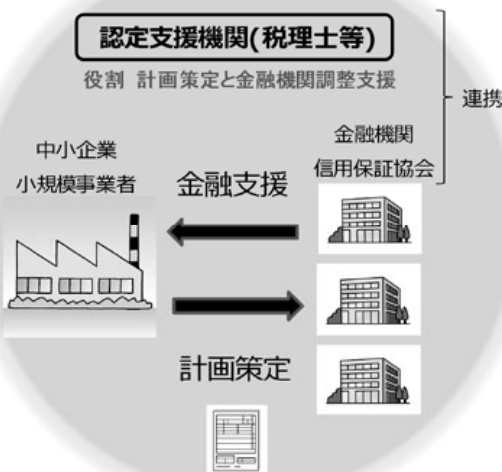 認定支援機関(税理士等)
役割 計画策定と金融機関調整支援
連携
中小企業
小規模事業者
金融支援
金融機関
信用保証協会
計画策定